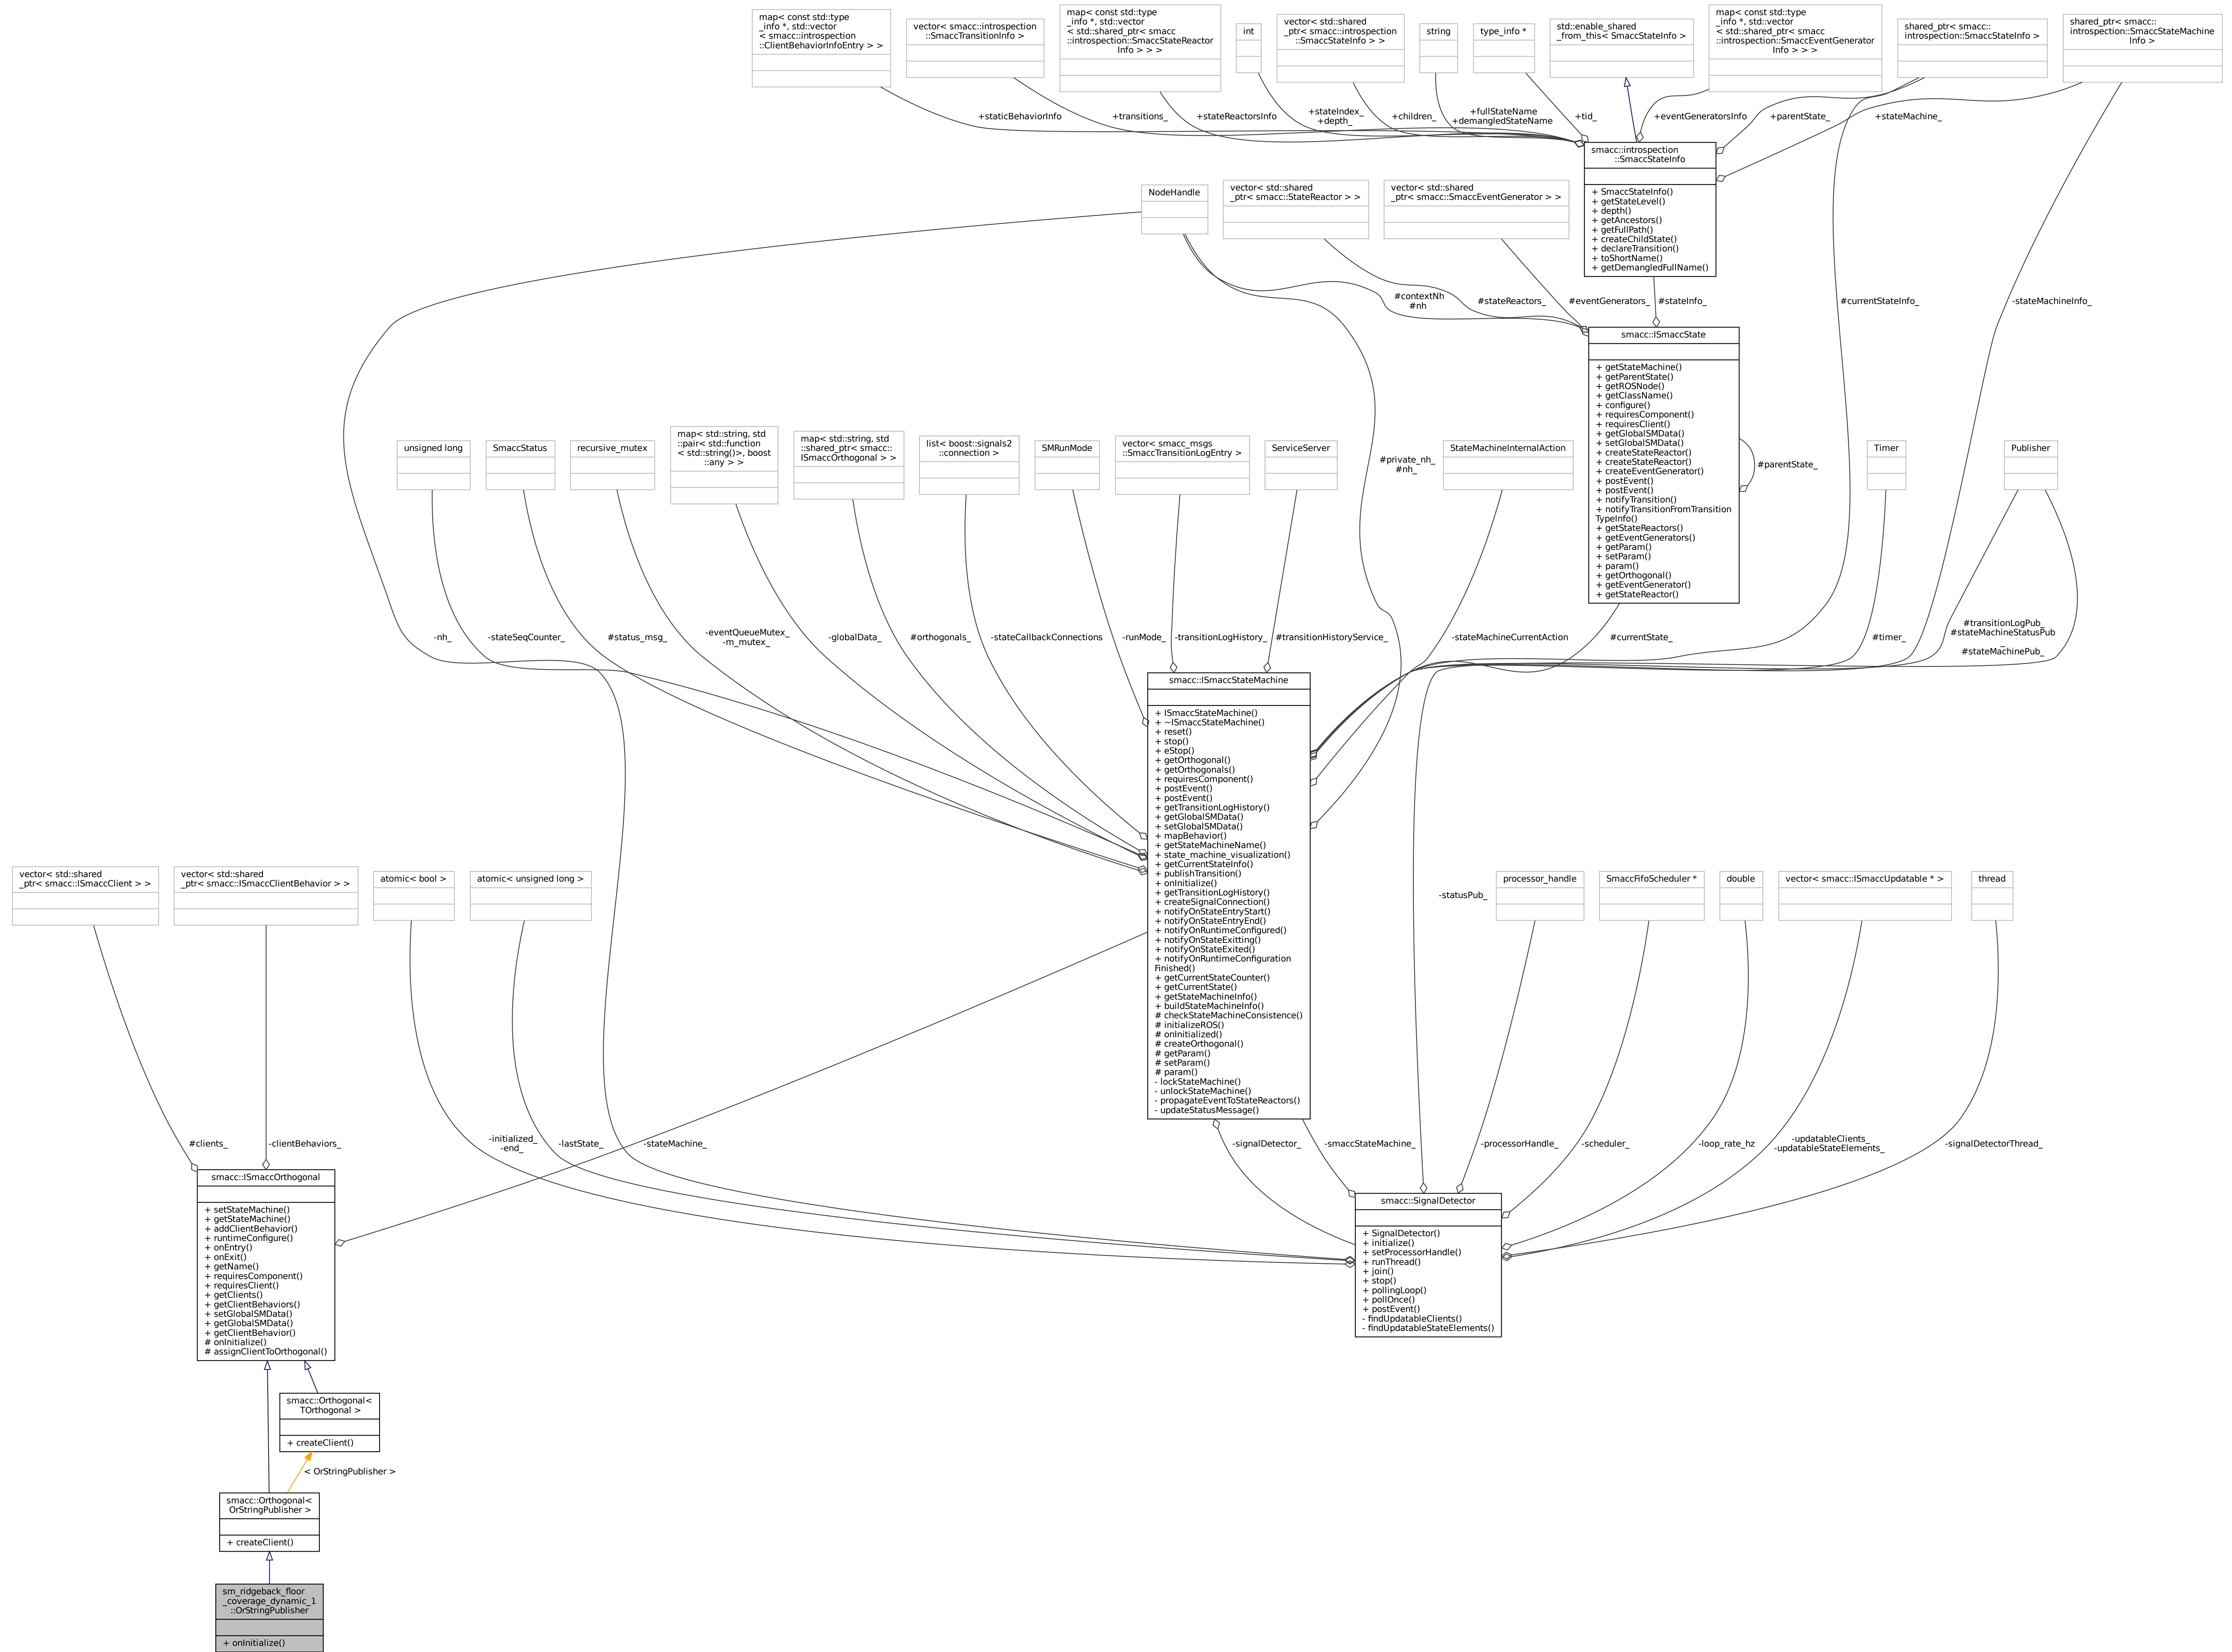 map< const std::type
_info *, std::vector
< smacc::introspection
::ClientBehaviorInfoEntry > >
vector< smacc::introspection
::SmaccTransitionInfo >
map< const std::type
_info *, std::vector
< std::shared_ptr< smacc
::introspection::SmaccStateReactor
Info > > >
int
vector< std::shared
_ptr< smacc::introspection
::SmaccStateInfo > >
string
type_info *
std::enable_shared
_from_this< SmaccStateInfo >
map< const std::type
_info *, std::vector
< std::shared_ptr< smacc
::introspection::SmaccEventGenerator
Info > > >
shared_ptr< smacc::
introspection::SmaccStateInfo >
shared_ptr< smacc::
introspection::SmaccStateMachine
Info >
+staticBehaviorInfo
+transitions_
+stateReactorsInfo
+stateIndex_
+depth_
+children_
+fullStateName
+demangledStateName
+tid_
+eventGeneratorsInfo
+parentState_
+stateMachine_
smacc::introspection
::SmaccStateInfo
+ SmaccStateInfo()
+ getStateLevel()
+ depth()
+ getAncestors()
+ getFullPath()
+ createChildState()
+ declareTransition()
+ toShortName()
+ getDemangledFullName()
NodeHandle
vector< std::shared
_ptr< smacc::StateReactor > >
vector< std::shared
_ptr< smacc::SmaccEventGenerator > >
#contextNh
#nh
#stateReactors_
#eventGenerators_
#stateInfo_
#currentStateInfo_
-stateMachineInfo_
smacc::ISmaccState
+ getStateMachine()
+ getParentState()
+ getROSNode()
+ getClassName()
+ configure()
+ requiresComponent()
+ requiresClient()
+ getGlobalSMData()
+ setGlobalSMData()
+ createStateReactor()
+ createStateReactor()
+ createEventGenerator()
+ postEvent()
+ postEvent()
+ notifyTransition()
+ notifyTransitionFromTransition
TypeInfo()
+ getStateReactors()
+ getEventGenerators()
+ getParam()
+ setParam()
+ param()
+ getOrthogonal()
+ getEventGenerator()
+ getStateReactor()
#parentState_
unsigned long
SmaccStatus
recursive_mutex
map< std::string, std
::pair< std::function
< std::string()>, boost
::any > >
map< std::string, std
::shared_ptr< smacc::
ISmaccOrthogonal > >
list< boost::signals2
::connection >
SMRunMode
vector< smacc_msgs
::SmaccTransitionLogEntry >
ServiceServer
#private_nh_
#nh_
StateMachineInternalAction
Timer
Publisher
-nh_
-stateSeqCounter_
#status_msg_
-eventQueueMutex_
-m_mutex_
-globalData_
#orthogonals_
-stateCallbackConnections
-runMode_
-transitionLogHistory_
#transitionHistoryService_
-stateMachineCurrentAction
#currentState_
#timer_
#transitionLogPub_
#stateMachineStatusPub
_
#stateMachinePub_
smacc::ISmaccStateMachine
+ ISmaccStateMachine()
+ ~ISmaccStateMachine()
+ reset()
+ stop()
+ eStop()
+ getOrthogonal()
+ getOrthogonals()
+ requiresComponent()
+ postEvent()
+ postEvent()
+ getTransitionLogHistory()
+ getGlobalSMData()
+ setGlobalSMData()
+ mapBehavior()
+ getStateMachineName()
+ state_machine_visualization()
+ getCurrentStateInfo()
+ publishTransition()
+ onInitialize()
+ getTransitionLogHistory()
+ createSignalConnection()
+ notifyOnStateEntryStart()
+ notifyOnStateEntryEnd()
+ notifyOnRuntimeConfigured()
+ notifyOnStateExitting()
+ notifyOnStateExited()
+ notifyOnRuntimeConfiguration
Finished()
+ getCurrentStateCounter()
+ getCurrentState()
+ getStateMachineInfo()
+ buildStateMachineInfo()
# checkStateMachineConsistence()
# initializeROS()
# onInitialized()
# createOrthogonal()
# getParam()
# setParam()
# param()
- lockStateMachine()
- unlockStateMachine()
- propagateEventToStateReactors()
- updateStatusMessage()
vector< std::shared
_ptr< smacc::ISmaccClient > >
vector< std::shared
_ptr< smacc::ISmaccClientBehavior > >
atomic< bool >
atomic< unsigned long >
-statusPub_
processor_handle
SmaccFifoScheduler *
double
vector< smacc::ISmaccUpdatable * >
thread
#clients_
-clientBehaviors_
-initialized_
-end_
-lastState_
-stateMachine_
-signalDetector_
-smaccStateMachine_
-processorHandle_
-scheduler_
-loop_rate_hz
-updatableClients_
-updatableStateElements_
-signalDetectorThread_
smacc::ISmaccOrthogonal
+ setStateMachine()
+ getStateMachine()
+ addClientBehavior()
+ runtimeConfigure()
+ onEntry()
+ onExit()
+ getName()
+ requiresComponent()
+ requiresClient()
+ getClients()
+ getClientBehaviors()
+ setGlobalSMData()
+ getGlobalSMData()
+ getClientBehavior()
# onInitialize()
# assignClientToOrthogonal()
smacc::SignalDetector
+ SignalDetector()
+ initialize()
+ setProcessorHandle()
+ runThread()
+ join()
+ stop()
+ pollingLoop()
+ pollOnce()
+ postEvent()
- findUpdatableClients()
- findUpdatableStateElements()
smacc::Orthogonal<
TOrthogonal >
+ createClient()
< OrStringPublisher >
smacc::Orthogonal<
OrStringPublisher >
+ createClient()
sm_ridgeback_floor
_coverage_dynamic_1
::OrStringPublisher
+ onInitialize()